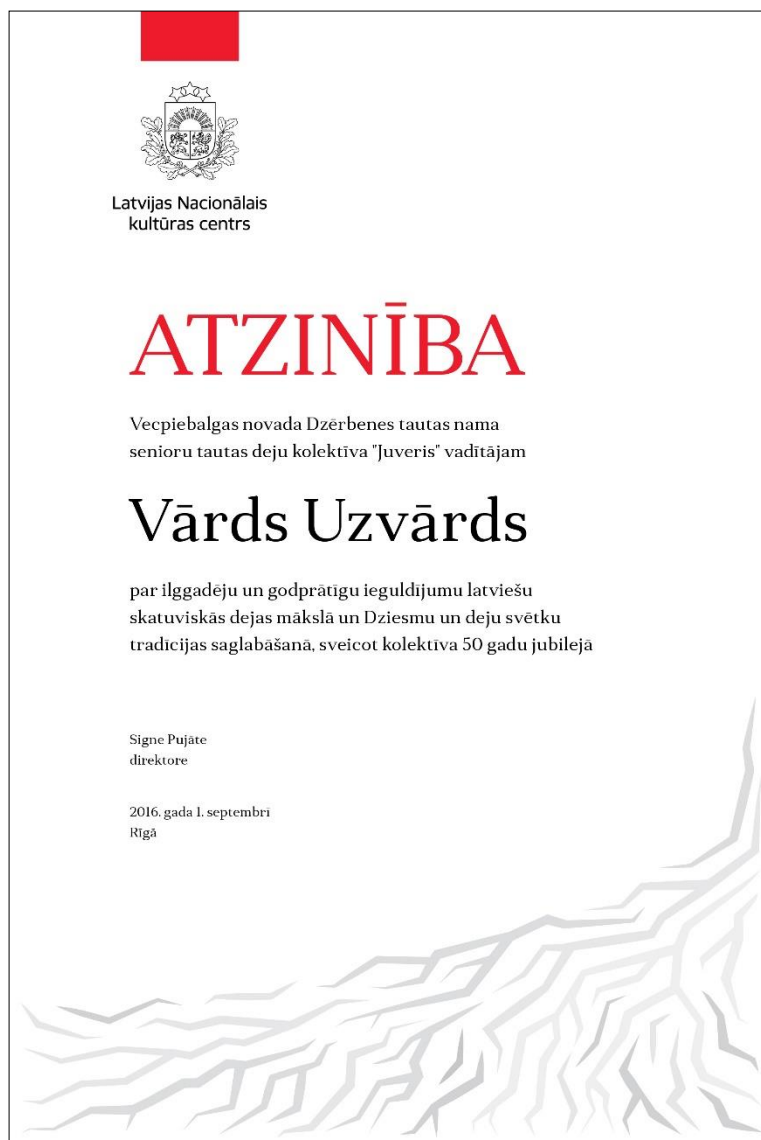 Latvijas Nacionālais
kultūras centrs
ATZINĪBA
Vecpiebalgas novada Dzērbenes tautas nama
senioru tautas deju kolektīva "Juveris" vadītājam
Vārds Uzvārds
par ilggadēju un godprātīgu ieguldījumu latviešu
skatuviskās dejas mākslā un Dziesmu un deju svētku
tradīcijas saglabāšanā, sveicot kolektīva 50 gadu jubilejā
Signe Pujāte
direktore
2016. gada 1. septembrī
Rīgā